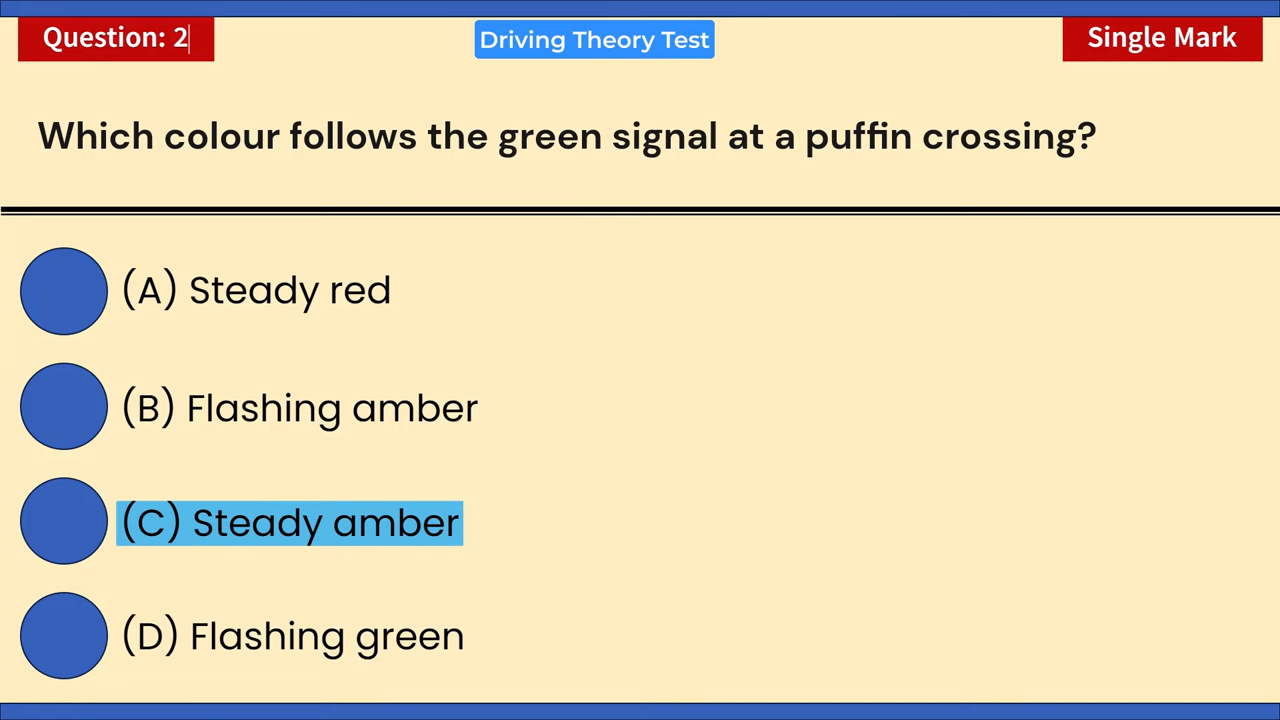 Question: 2
Driving Theory Test
Single Mark
Which colour follows the green signal at a puffin crossing?
(A) Steady red
(B) Flashing amber
(C) Steady amber
(D) Flashing green